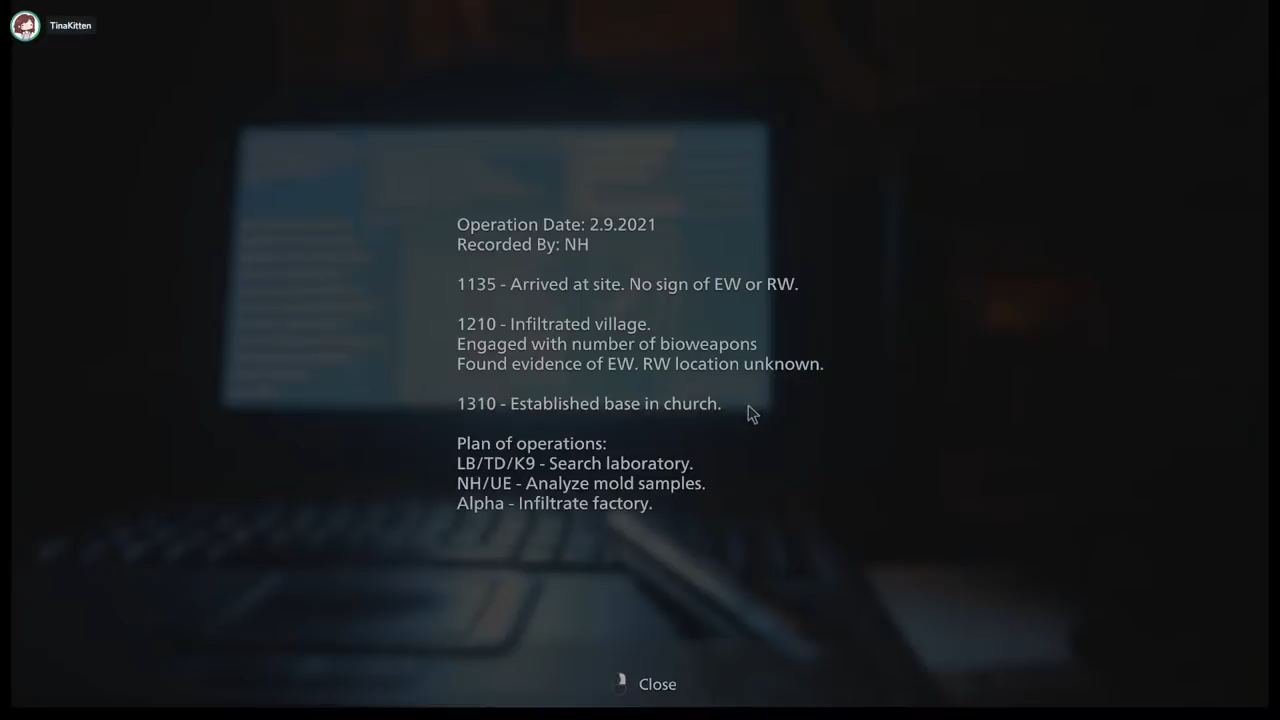 TinaKitten
Operation Date: 2.9.2021
Recorded By: NH
1135 - Arrived at site. No sign of EW or RW.
1210 - Infiltrated village.
Engaged with number of bioweapons
Found evidence of EW. RW location unknown.
1310 - Established base in church.
Plan of operations:
LB/TD/K9 - Search laboratory.
NH/UE - Analyze mold samples.
Alpha - Infiltrate factory.
Close